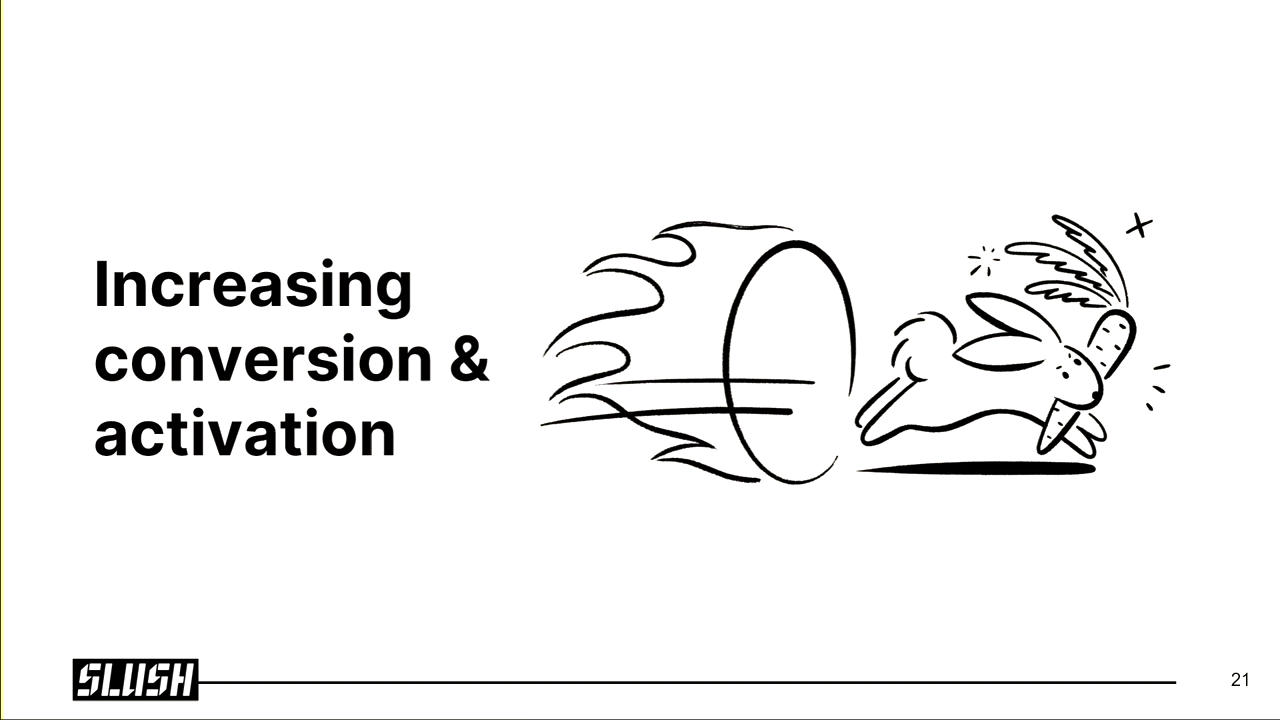 Increasing
conversion &
activation
SLUSH
21